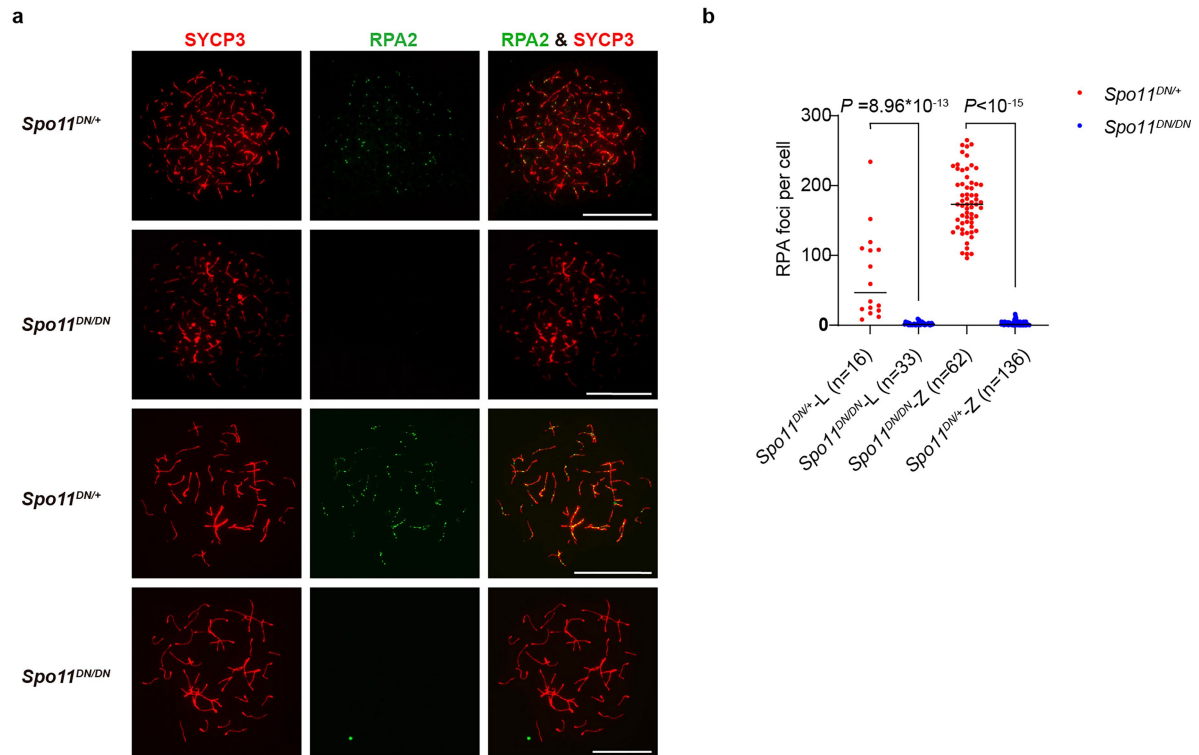 a
SYCP3 RPA2 RPA2 & SYCP3
Spo11DN/+
Spo11DN/DN
Spo11DN/+
Spo11DN/DN
b
Spo11DN/+
Spo11DN/DN
P =8.96*10-13 P<10-15
RPA foci per cell
300
200
100
0
Spo11DN/+-L (n=16)
Spo11DN/DN-L (n=33)
Spo11DN/DN-Z (n=62)
Spo11DN/+-Z (n=136)